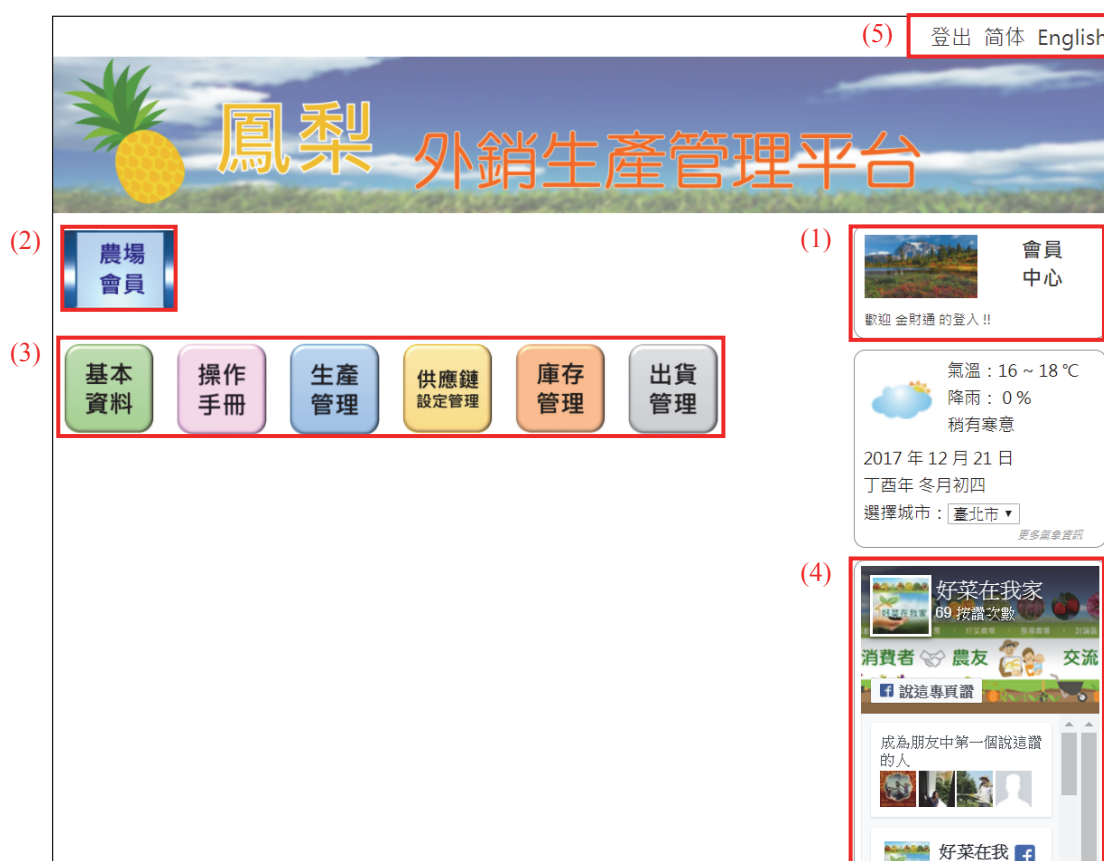 (5) 登出 简体 English
鳳梨 外銷生產管理平台
(2) 農場
會員
(1) 會員
中心
歡迎 金財通 的登入 !!
(3) 基本
資料
操作
手冊
生產
管理
供應鏈
設定管理
庫存
管理
出貨
管理
氣溫：16 ~ 18 ℃
降雨： 0 %
稍有寒意
2017 年 12 月 21 日
丁酉年 冬月初四
選擇城市： 臺北市
更多氣象資訊
(4) 好菜在我家
69 按讚次數
好菜在我家
消費者 農友 交流
說這專頁讚
成為朋友中第一個說這讚
的人
好菜在我